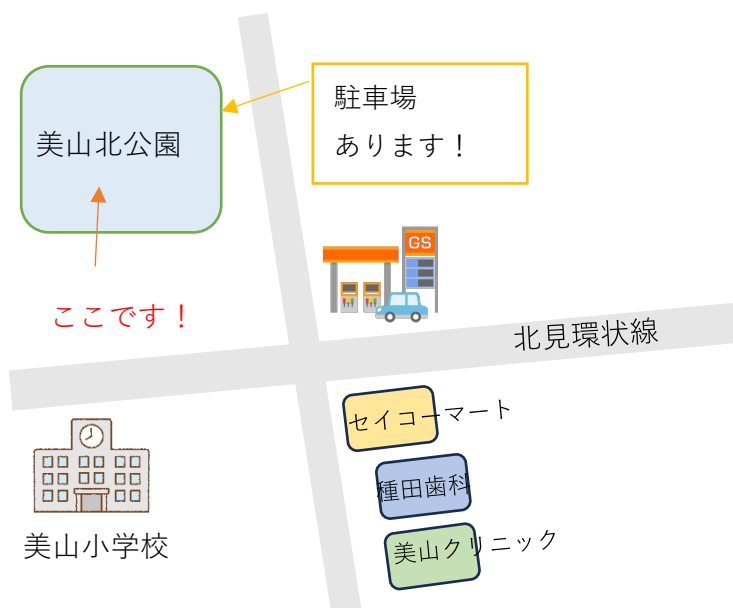 駐車場
あります！
美山北公園
GS
ここです！
北見環状線
セイコーマート
種田歯科
美山クリニック
美山小学校